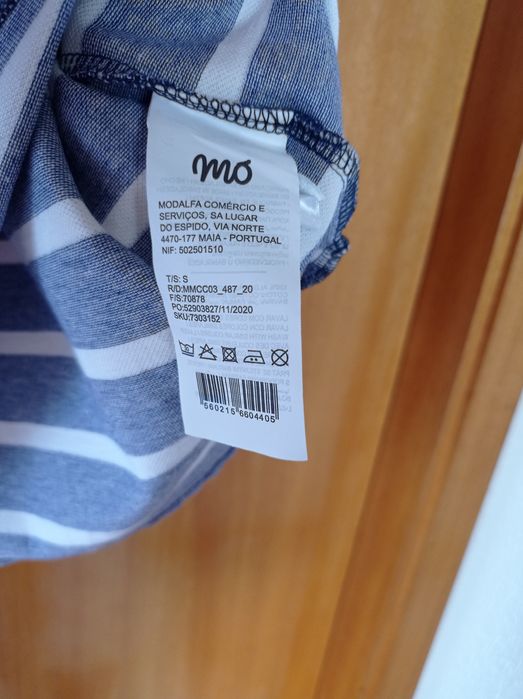 mo
MODALFA COMÉRCIO E
SERVIÇOS, SA LUGAR
DO ESPIDO, VIA NORTE
4470-177 MAIA - PORTUGAL
NIF: 502501510
T/S: S
R/D:MMCC03_487_20
F/S:70878
PO:52903827/11/2020
SKU:7303152
5602156604405